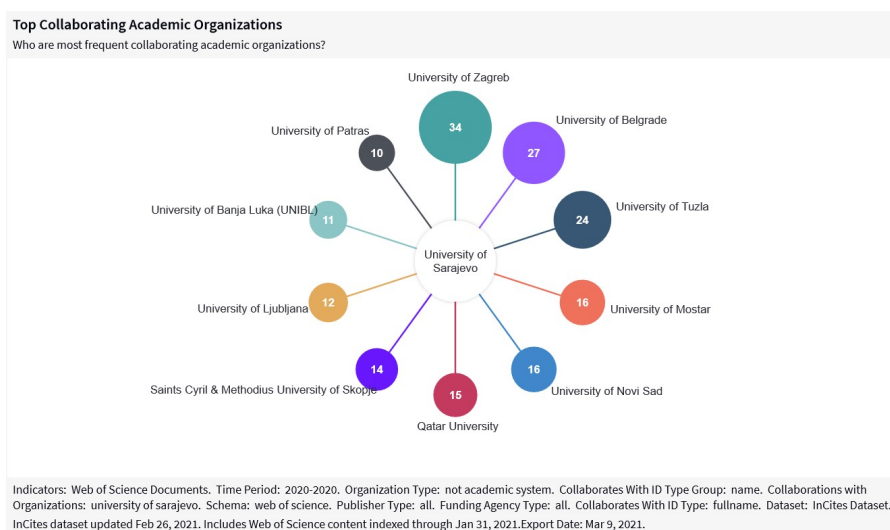 Top Collaborating Academic Organizations
Who are most frequent collaborating academic organizations?
University of Zagreb
34
University of Belgrade
27
University of Tuzla
24
University of Mostar
16
University of Novi Sad
16
Qatar University
15
Saints Cyril & Methodius University of Skopje
14
University of Ljubljana
12
University of Banja Luka (UNIBL)
11
University of Patras
10
University of
Sarajevo
Indicators: Web of Science Documents. Time Period: 2020-2020. Organization Type: not academic system. Collaborates With ID Type Group: name. Collaborations with
Organizations: university of sarajevo. Schema: web of science. Publisher Type: all. Funding Agency Type: all. Collaborates With ID Type: fullname. Dataset: InCites Dataset.
InCites dataset updated Feb 26, 2021. Includes Web of Science content indexed through Jan 31, 2021.Export Date: Mar 9, 2021.